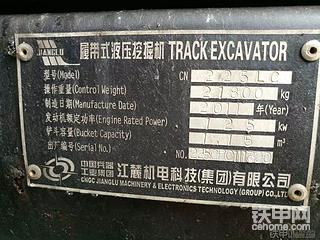 JIANGLU
履带式液压挖掘机 TRACK EXCAVATOR
型号(Model) CN 225LC
操作重量(Control Weight) 21800 kg
制造日期(Manufacture Date) 2011 年(Year)
发动机额定功率(Engine Rated Power) 125 kw
铲斗容量(Bucket Capacity) 1.15 m³
出厂编号(Serial No.)
中国兵器工业集团 江麓机电科技(集团)有限公司
CNGC JIANGLU MACHINERY & ELECTRONICS TECHNOLOGY (GROUP) CO., LTD
铁甲网